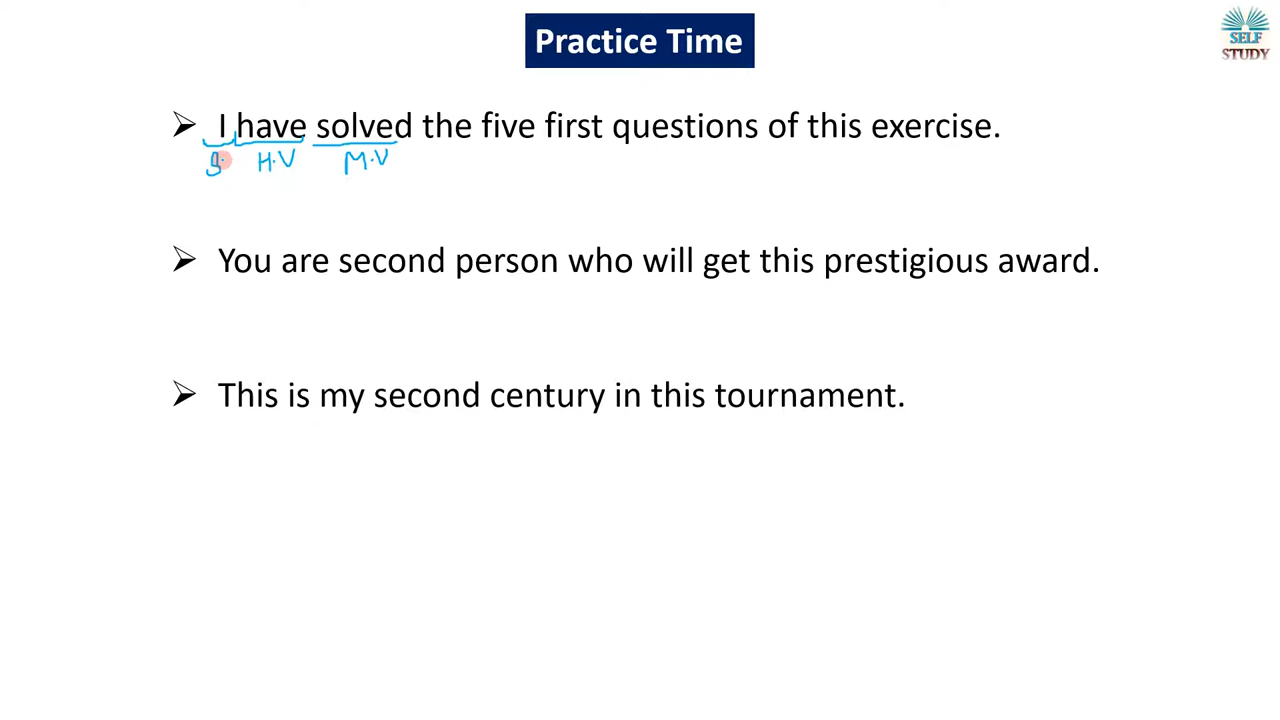 Practice Time
SELF
STUDY
➢ I have solved the five first questions of this exercise.
S. H.V M.V
➢ You are second person who will get this prestigious award.
➢ This is my second century in this tournament.